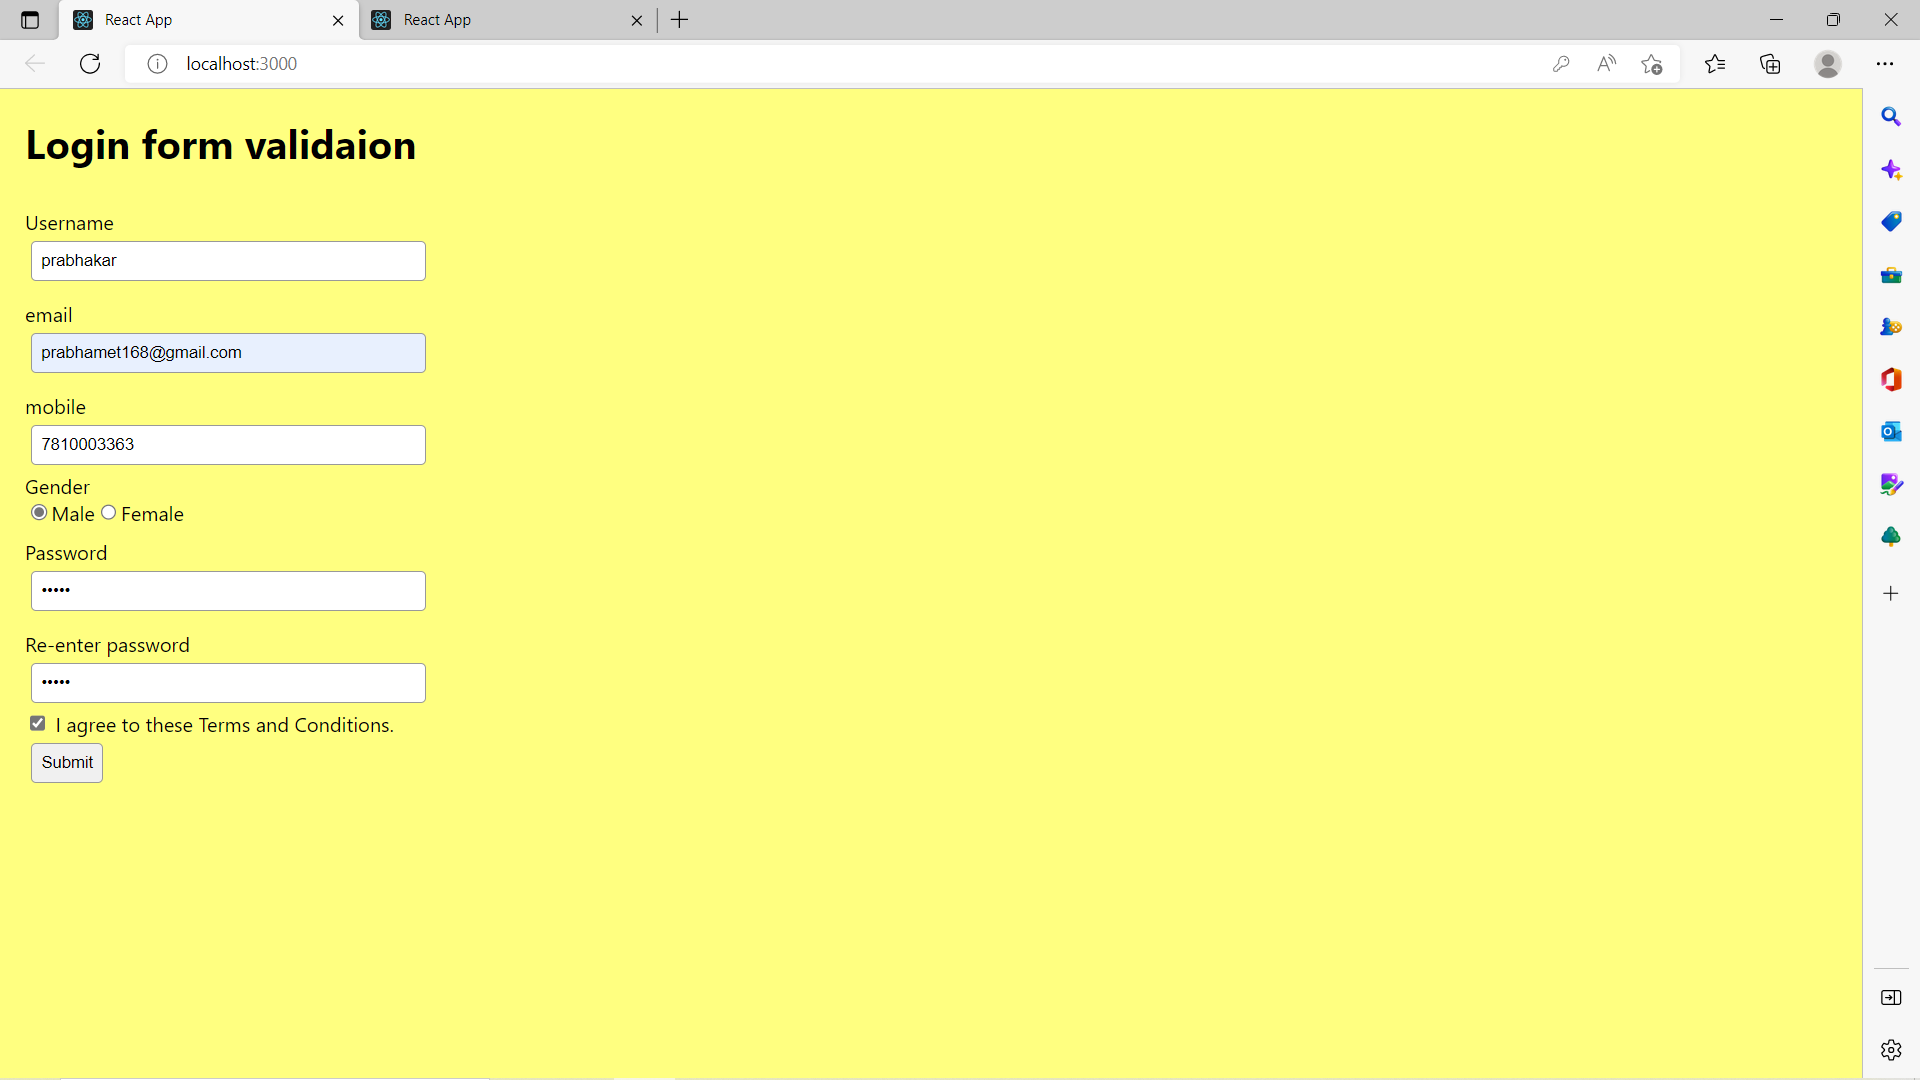 React App
React App
localhost:3000
Login form validaion
Username
prabhakar
email
prabhamet168@gmail.com
mobile
7810003363
Gender
Male Female
Password
•••••
Re-enter password
•••••
I agree to these Terms and Conditions.
Submit